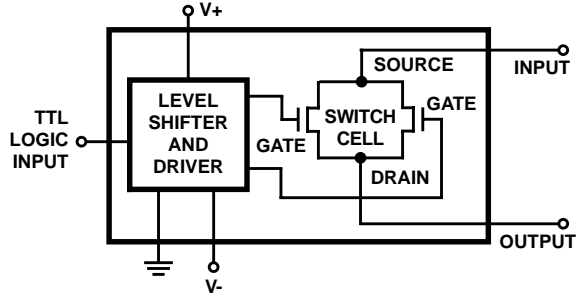 V+
SOURCE
INPUT
LEVEL
SHIFTER
AND
DRIVER
TTL
LOGIC
INPUT
GATE
SWITCH
CELL
GATE
DRAIN
OUTPUT
V-